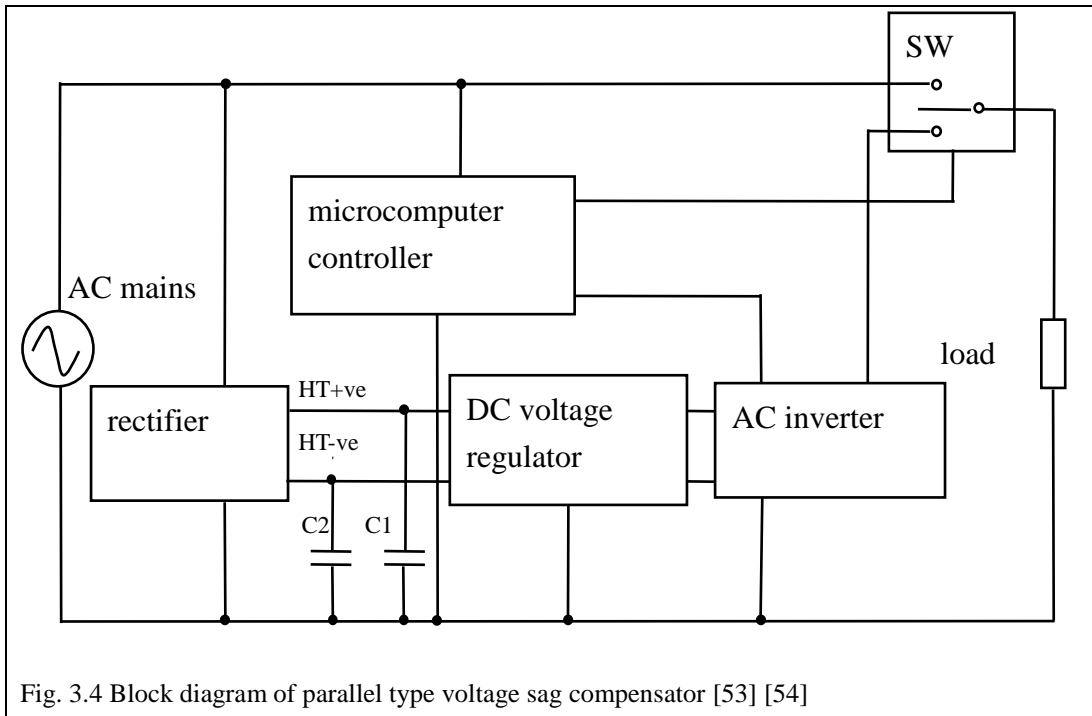 SW
microcomputer
controller
AC mains
load
HT+ve
rectifier
DC voltage
regulator
AC inverter
HT-ve
C2
C1
Fig. 3.4 Block diagram of parallel type voltage sag compensator [53] [54]